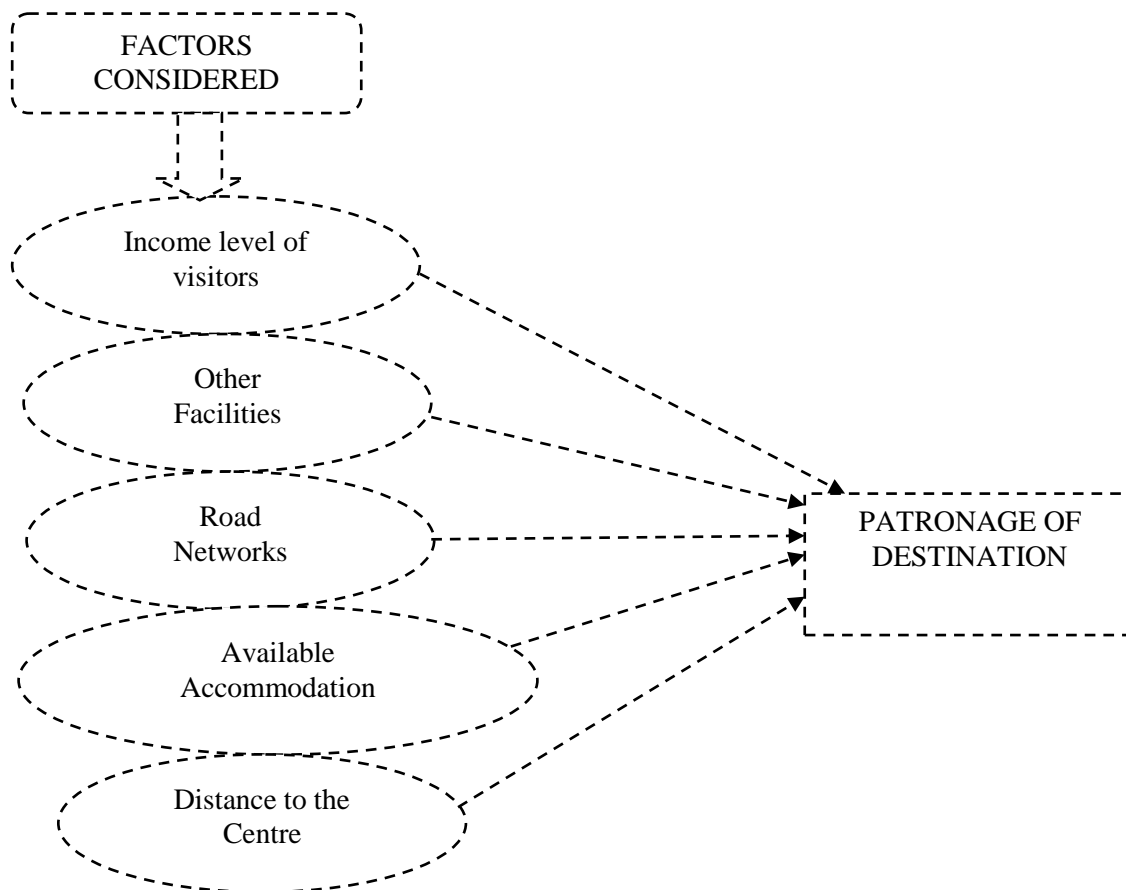 FACTORS
CONSIDERED
Income level of
visitors
Other
Facilities
Road
Networks
Available
Accommodation
Distance to the
Centre
PATRONAGE OF
DESTINATION